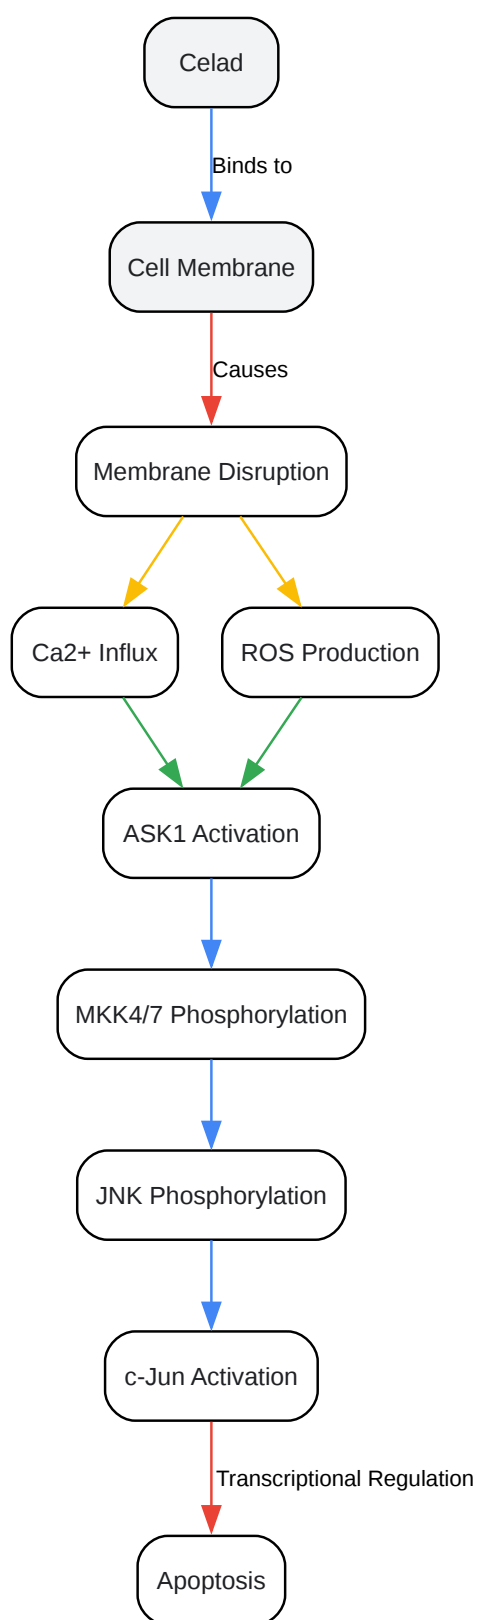 Celad
Binds to
Cell Membrane
Causes
Membrane Disruption
Ca2+ Influx
ROS Production
ASK1 Activation
MKK4/7 Phosphorylation
JNK Phosphorylation
c-Jun Activation
Transcriptional Regulation
Apoptosis